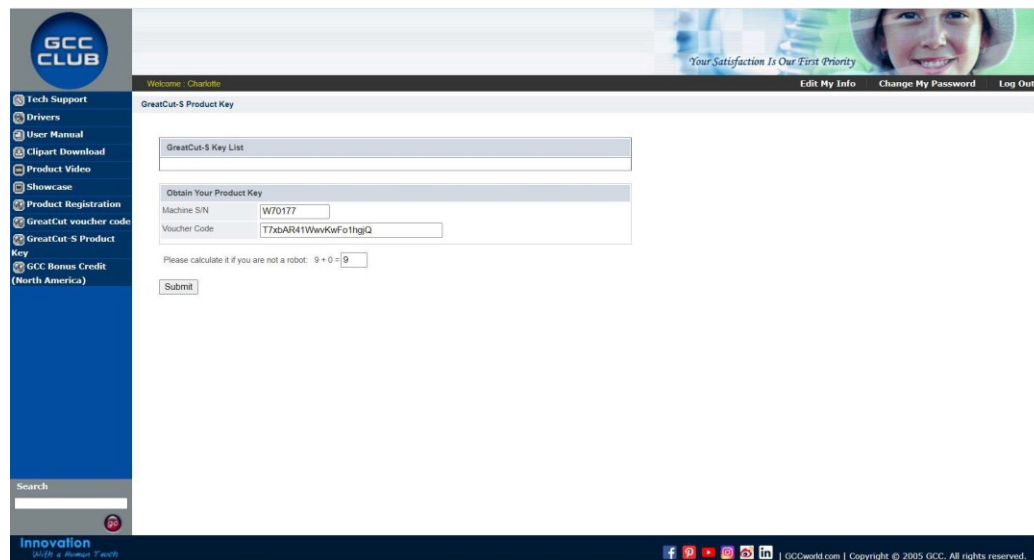 GCC
CLUB
Your Satisfaction Is Our First Priority
Welcome : Charlotte
Edit My Info
Change My Password
Log Out
Tech Support
Drivers
User Manual
Clipart Download
Product Video
Showcase
Product Registration
GreatCut voucher code
GreatCut-S Product
Key
GCC Bonus Credit
(North America)
GreatCut-S Product Key
GreatCut-S Key List
Obtain Your Product Key
Machine S/N W70177
Voucher Code T7xbAR41WwvKwFo1hgjQ
Please calculate it if you are not a robot: 9 + 0 = 9
Submit
Search
GO
Innovation
With a Human Touch
| GCCworld.com | Copyright © 2005 GCC. All rights reserved.